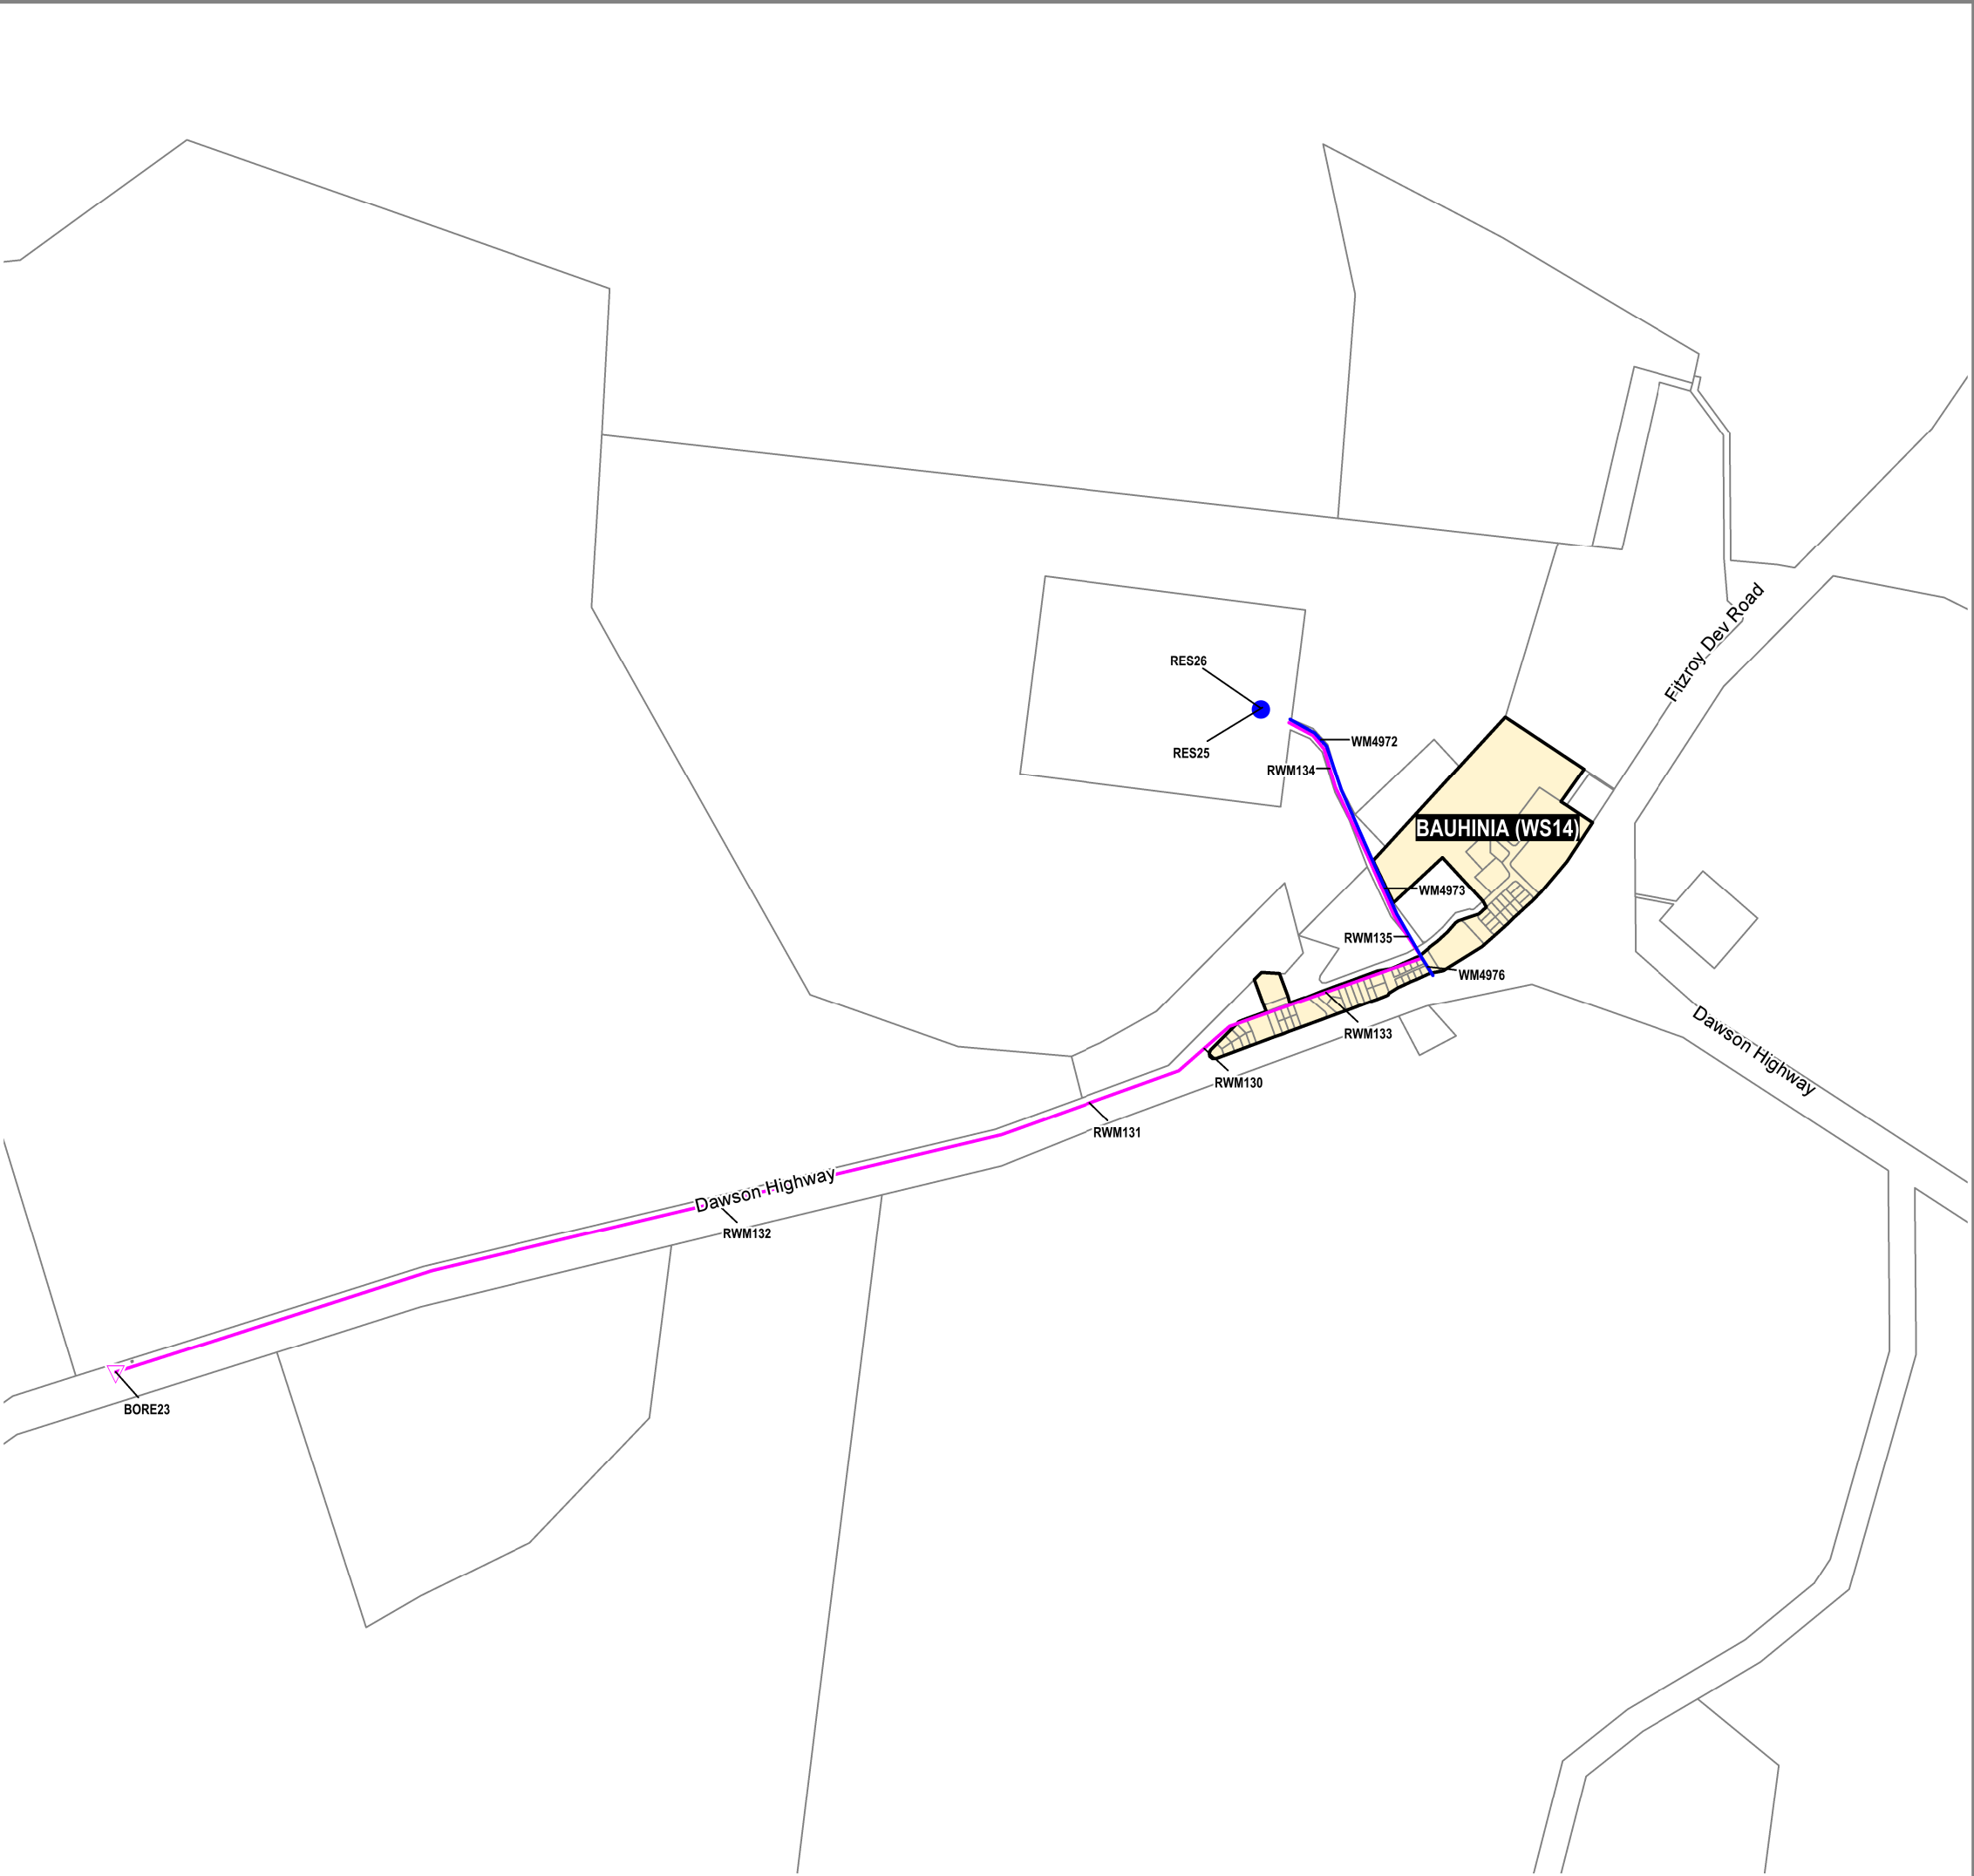 Fitzroy Dev Road
RES26
RES25
WM4972
RWM134
BAUHINIA (WS14)
WM4973
RWM135
WM4976
RWM133
Dawson Highway
RWM130
RWM131
Dawson Highway
RWM132
BORE23